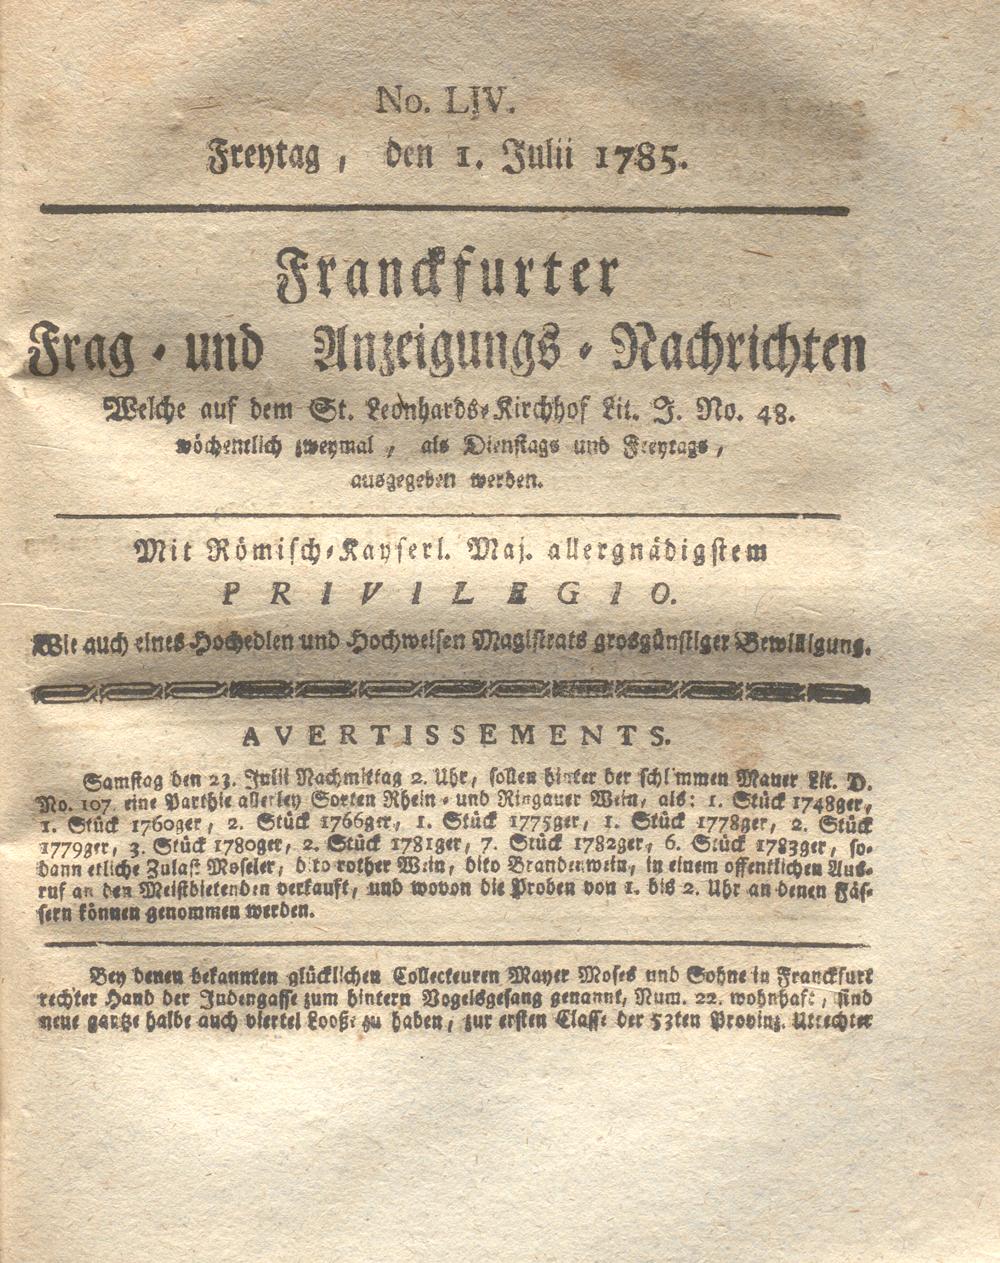 No. LIV.
Freytag, den 1. Julii 1785.
Franckfurter
Frag- und Anzeigungs-Nachrichten
Welche auf dem St. Leonhards-Kirchhof Lit. J. No. 48.
wöchentlich zweymal, als Dienstags und Freytags,
ausgegeben werden.
Mit Römisch-Kayserl. Maj. allergnädigstem
PRIVILEGIO.
Wie auch eines Hochedlen und Hochweisen Magistrats grosgünstiger Bewilligung.
AVERTISSEMENTS.
Samstag den 23. Julii Nachmittag 2. Uhr, sollen hinter der schlimmen Mauer Lit. D.
No. 107. eine Parthie allerley Sorten Rhein- und Ringauer Wein, als: 1. Stück 1748ger,
1. Stück 1760ger, 2. Stück 1766ger, 1. Stück 1775ger, 1. Stück 1778ger, 2. Stück
1779ger, 3. Stück 1780ger, 2. Stück 1781ger, 7. Stück 1782ger, 6. Stück 1783ger, so-
dann etliche Zulast Moseler, dito rother Wein, dito Brandenwein, in einem offentlichen Aus-
ruf an den Meistbietenden verkauft, und wovon die Proben von 1. bis 2. Uhr an denen Fäs-
sern können genommen werden.
Bey denen bekannten glücklichen Collecteuren Mayer Moses und Sohne in Franckfurt
rechter Hand der Judengasse zum hintern Vogelsgesang genannt, Num. 22. wohnhaft, sind
neue gantze halbe auch viertel Looße zu haben, zur ersten Classe der 53ten Provinz. Utrechter